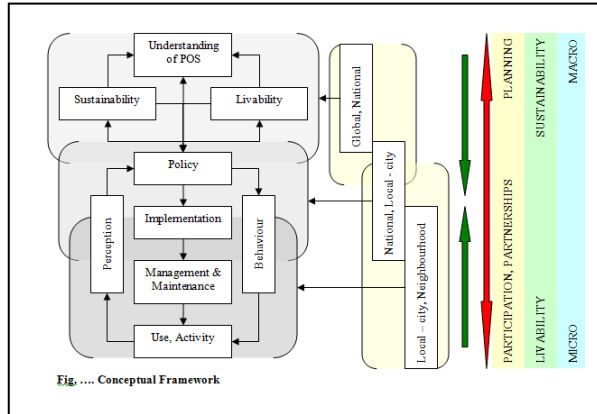 Understanding
of POS
Sustainability
Livability
Policy
Implementation
Management &
Maintenance
Use, Activity
Perception
Behaviour
Global, National
National, Local - city
Local – city, Neighbourhood
PARTICIPATION, PARTNERSHIPS
PLANNING
LIVABILITY
SUSTAINABILITY
MICRO
MACRO
Fig. .... Conceptual Framework